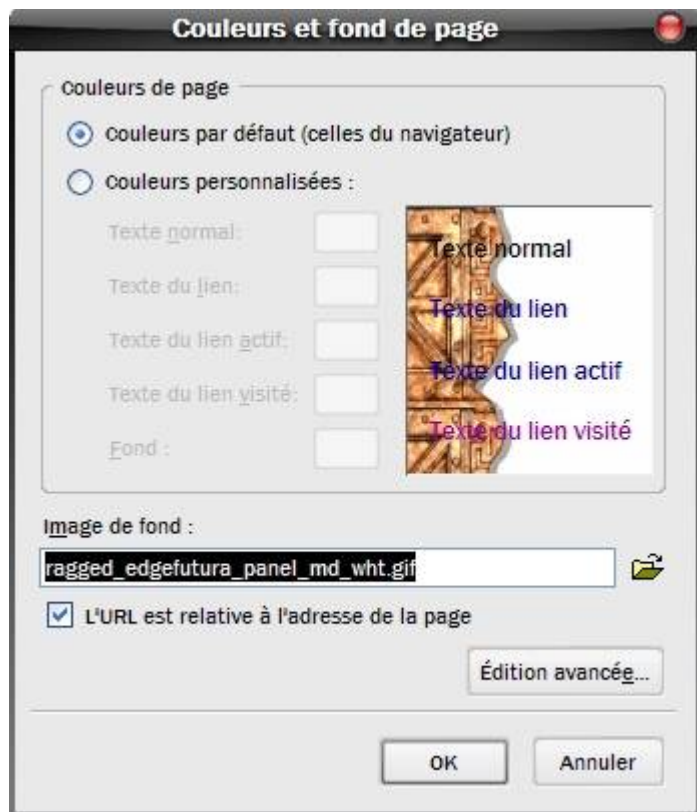 Couleurs et fond de page
Couleurs de page
Couleurs par défaut (celles du navigateur)
Couleurs personnalisées :
Texte normal:
Texte normal
Texte du lien:
Texte du lien
Texte du lien actif:
Texte du lien actif
Texte du lien visité:
Texte du lien visité
Fond :
Image de fond :
ragged_edgefutura_panel_md_wht.gif
L'URL est relative à l'adresse de la page
Édition avancée...
OK
Annuler